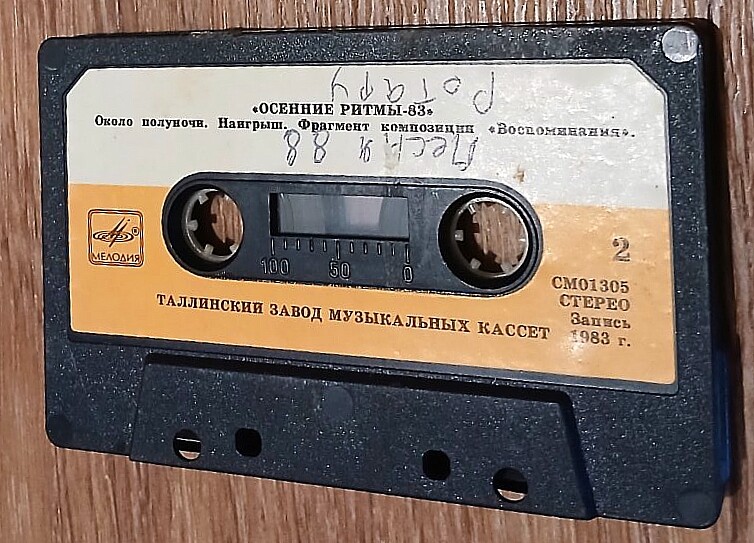 «ОСЕННИЕ РИТМЫ-83»
Около полуночи. Наигрыш. Фрагмент композиции «Воспоминания».
Ротару
Песня 88
МЕЛОДИЯ
100 50 0
2
СМ01305
СТЕРЕО
Запись
1983 г.
ТАЛЛИНСКИЙ ЗАВОД МУЗЫКАЛЬНЫХ КАССЕТ